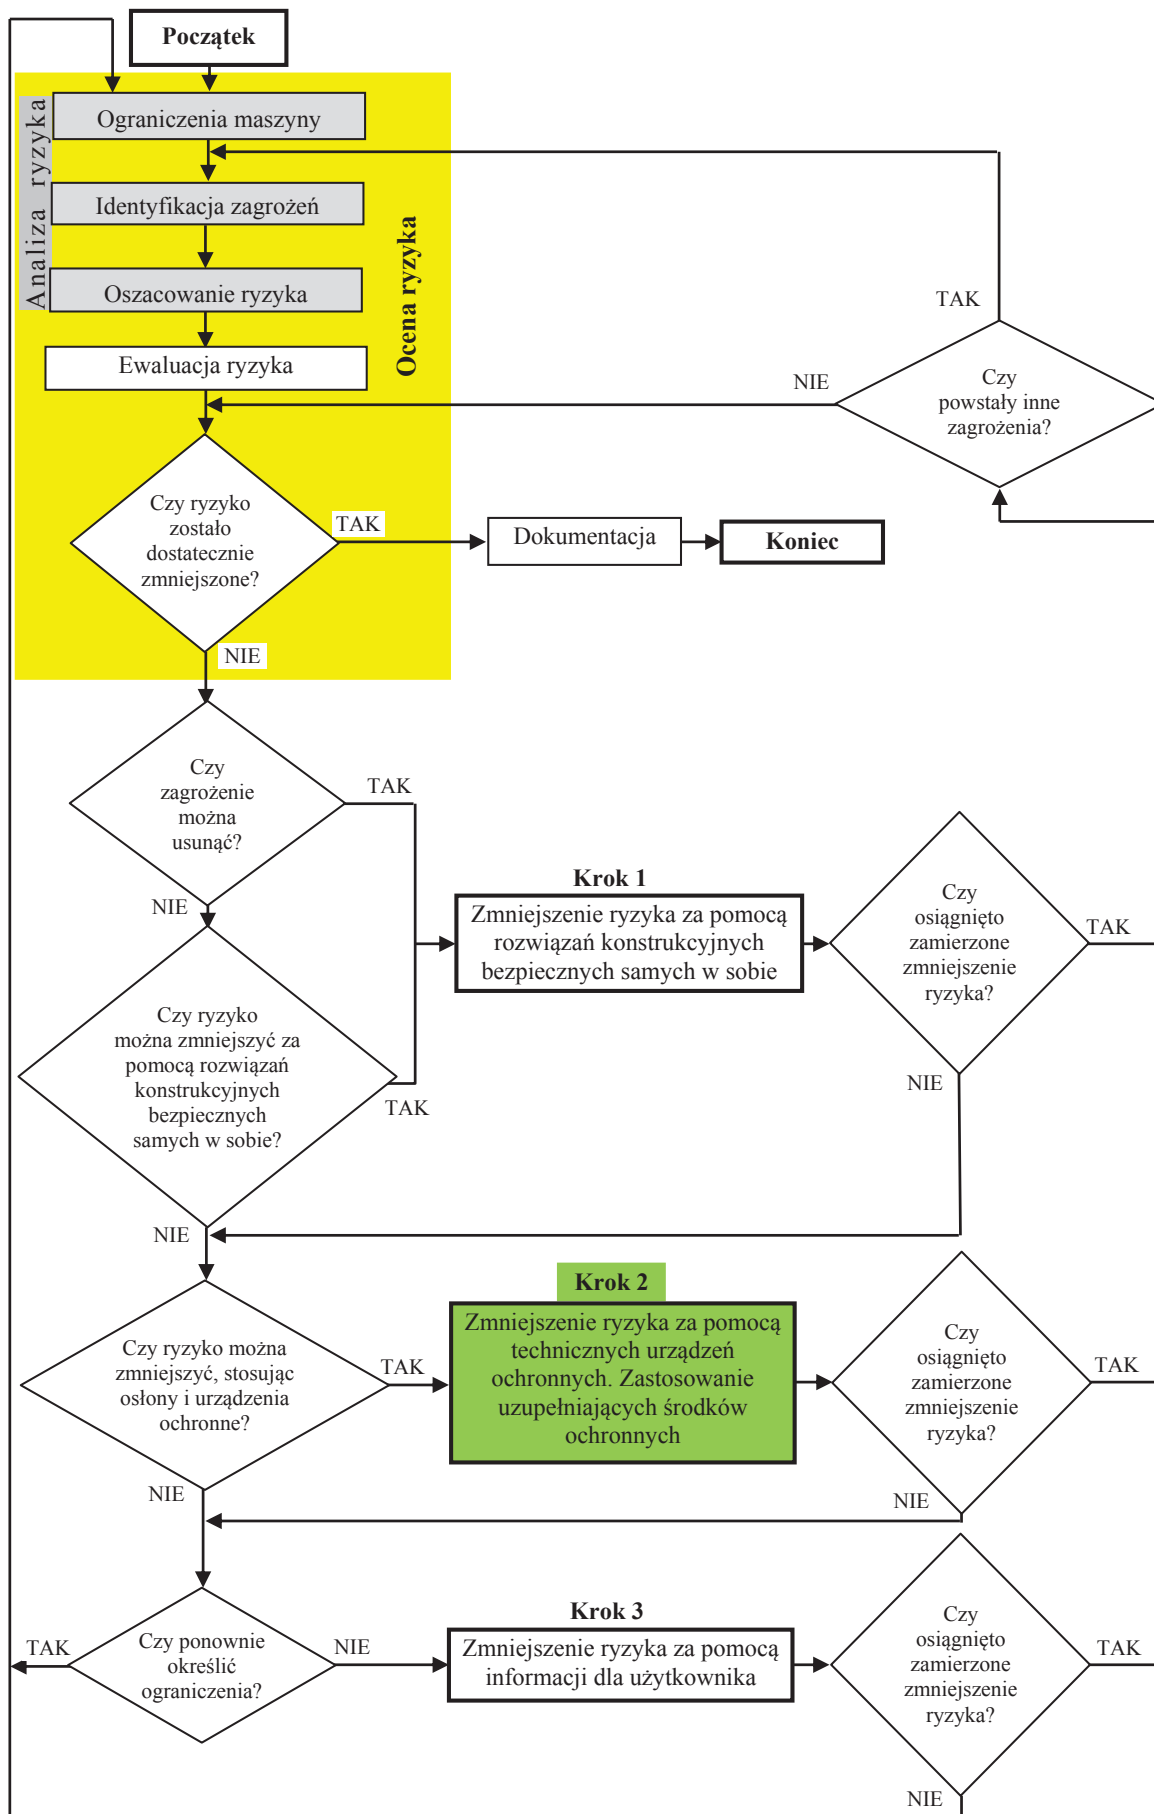 Początek
Analiza ryzyka
Ograniczenia maszyny
Identyfikacja zagrożeń
Oszacowanie ryzyka
Ewaluacja ryzyka
Ocena ryzyka
TAK
NIE
Czy
powstały inne
zagrożenia?
Czy ryzyko
zostało
dostatecznie
zmniejszone?
TAK
Dokumentacja
Koniec
NIE
Czy
zagrożenie
można
usunąć?
TAK
NIE
Krok 1
Zmniejszenie ryzyka za pomocą
rozwiązań konstrukcyjnych
bezpiecznych samych w sobie
Czy
osiągnięto
zamierzone
zmniejszenie
ryzyka?
TAK
NIE
Czy ryzyko
można zmniejszyć za
pomocą rozwiązań
konstrukcyjnych
bezpiecznych
samych w sobie?
TAK
NIE
Czy ryzyko można
zmniejszyć, stosując
osłony i urządzenia
ochronne?
TAK
NIE
Krok 2
Zmniejszenie ryzyka za pomocą
technicznych urządzeń
ochronnych. Zastosowanie
uzupełniających środków
ochronnych
Czy
osiągnięto
zamierzone
zmniejszenie
ryzyka?
TAK
NIE
TAK
Czy ponownie
określić
ograniczenia?
NIE
Krok 3
Zmniejszenie ryzyka za pomocą
informacji dla użytkownika
Czy
osiągnięto
zamierzone
zmniejszenie
ryzyka?
TAK
NIE